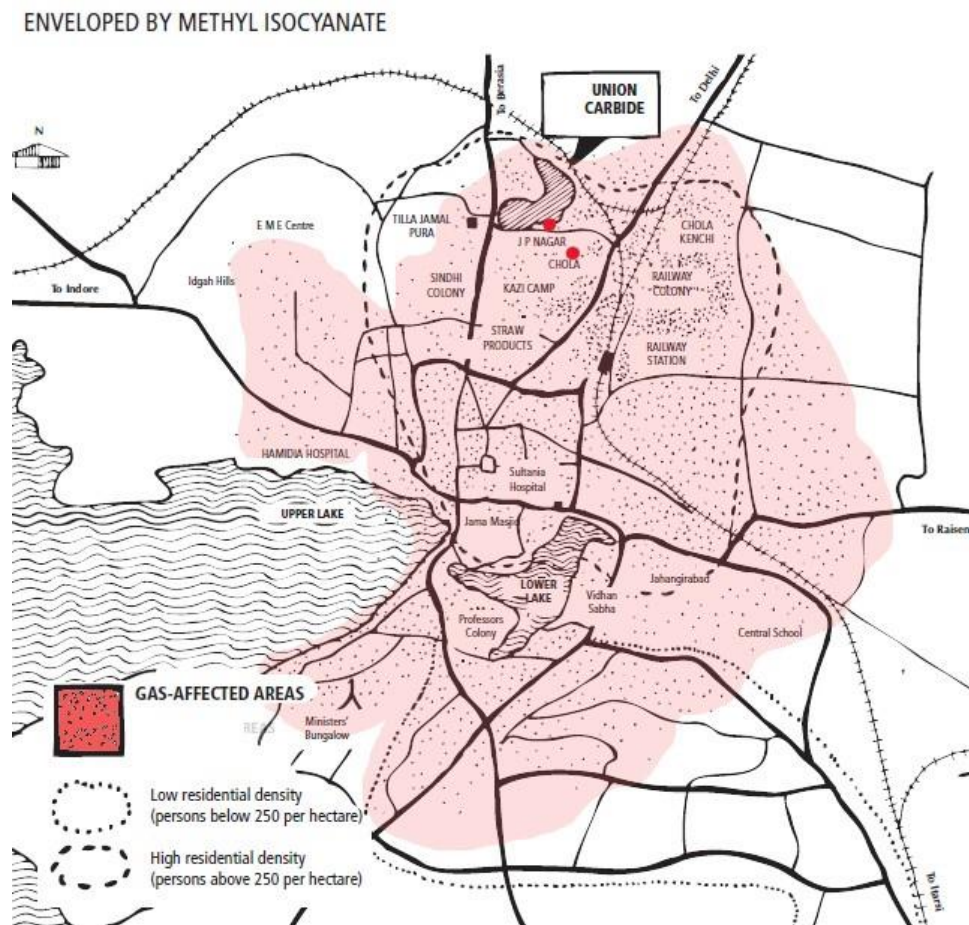 ENVELOPED BY METHYL ISOCYANATE
To Berasia
UNION
CARBIDE
To Delhi
N
E M E Centre
TILLA JAMAL
PURA
J P NAGAR
CHOLA
KENCHI
Idgah Hills
SINDHI
COLONY
CHOLA
KAZI CAMP
RAILWAY
COLONY
To Indore
STRAW
PRODUCTS
RAILWAY
STATION
HAMIDIA HOSPITAL
Sultania
Hospital
UPPER LAKE
Jama Masjid
To Raisen
LOWER
LAKE
Vidhan
Sabha
Jahangirabad
Professors
Colony
Central School
GAS-AFFECTED AREAS
Ministers'
Bungalow
Low residential density
(persons below 250 per hectare)
High residential density
(persons above 250 per hectare)
To Itarsi